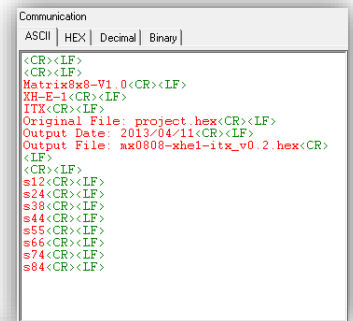 Communication
ASCII HEX Decimal Binary
<CR><LF>
<CR><LF>
Matrix8x8-V1.0<CR><LF>
XH-E-1<CR><LF>
ITX<CR><LF>
Original File: project.hex<CR><LF>
Output Date: 2013/04/11<CR><LF>
Output File: mx0808-xhe1-itx_v0.2.hex<CR>
<LF>
<CR><LF>
s12<CR><LF>
s24<CR><LF>
s38<CR><LF>
s44<CR><LF>
s55<CR><LF>
s66<CR><LF>
s74<CR><LF>
s84<CR><LF>